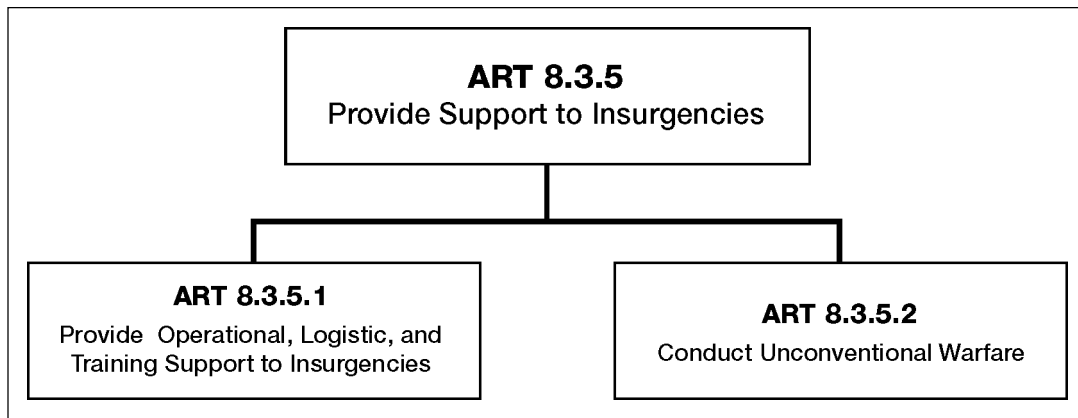 ART 8.3.5
Provide Support to Insurgencies
ART 8.3.5.1
Provide Operational, Logistic, and
Training Support to Insurgencies
ART 8.3.5.2
Conduct Unconventional Warfare